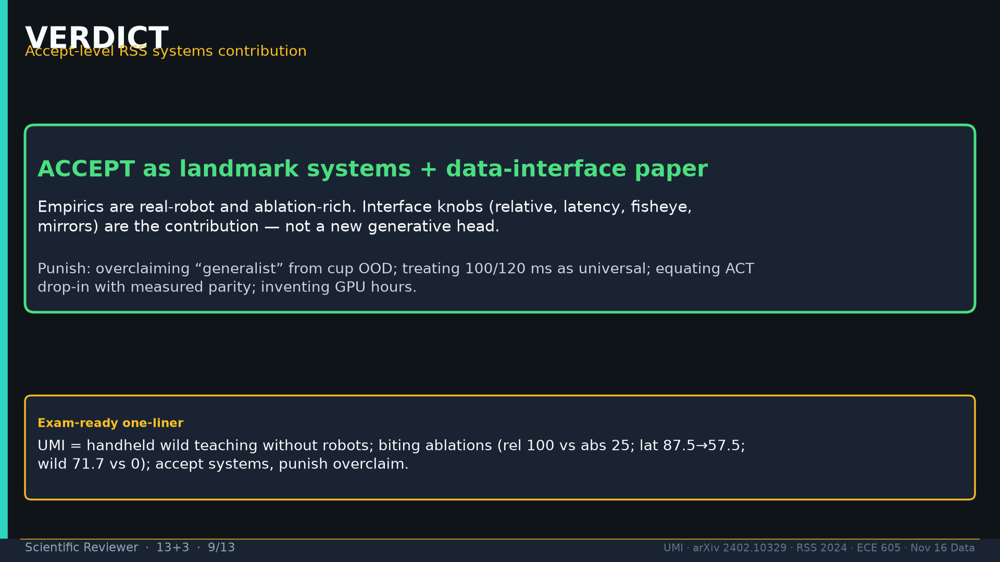 VERDICT
Accept-level RSS systems contribution
ACCEPT as landmark systems + data-interface paper
Empirics are real-robot and ablation-rich. Interface knobs (relative, latency, fisheye,
mirrors) are the contribution — not a new generative head.
Punish: overclaiming “generalist” from cup OOD; treating 100/120 ms as universal; equating ACT
drop-in with measured parity; inventing GPU hours.
Exam-ready one-liner
UMI = handheld wild teaching without robots; biting ablations (rel 100 vs abs 25; lat 87.5→57.5;
wild 71.7 vs 0); accept systems, punish overclaim.
Scientific Reviewer · 13+3 · 9/13
UMI · arXiv 2402.10329 · RSS 2024 · ECE 605 · Nov 16 Data